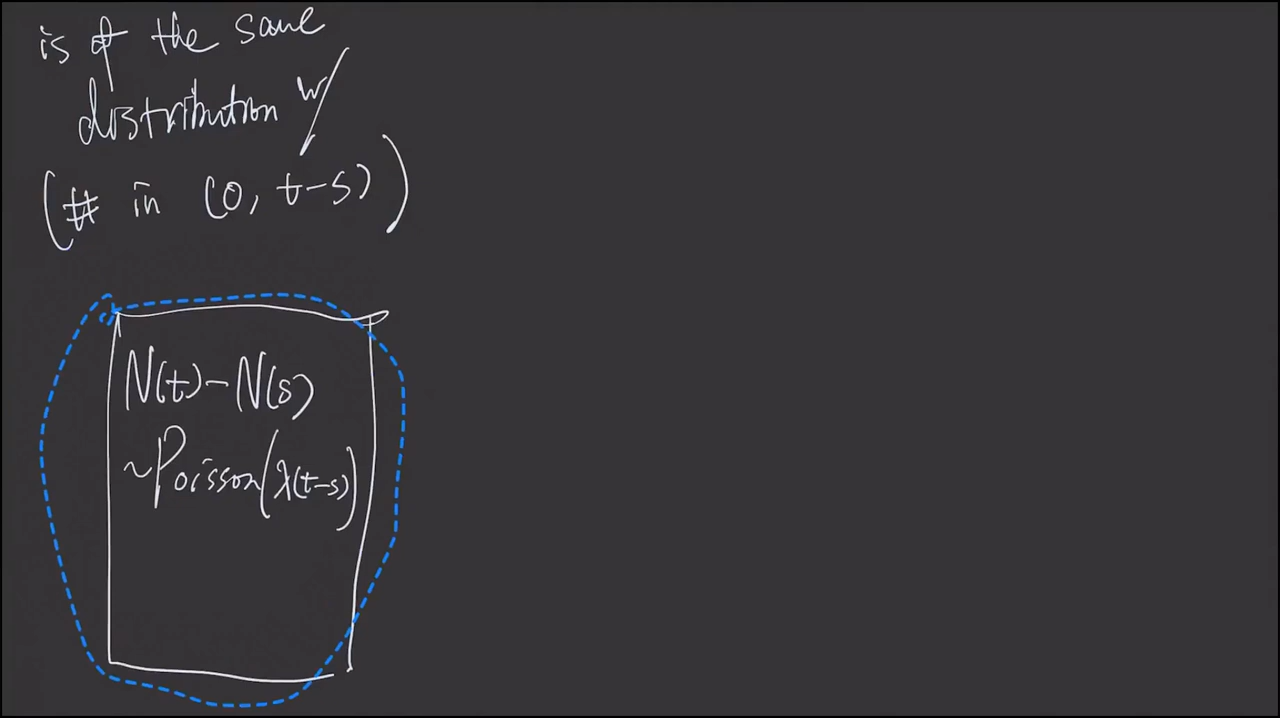 is of the same
distribution w/
(# in (0, t-s))
N(t)-N(s)
~Poisson(λ(t-s))